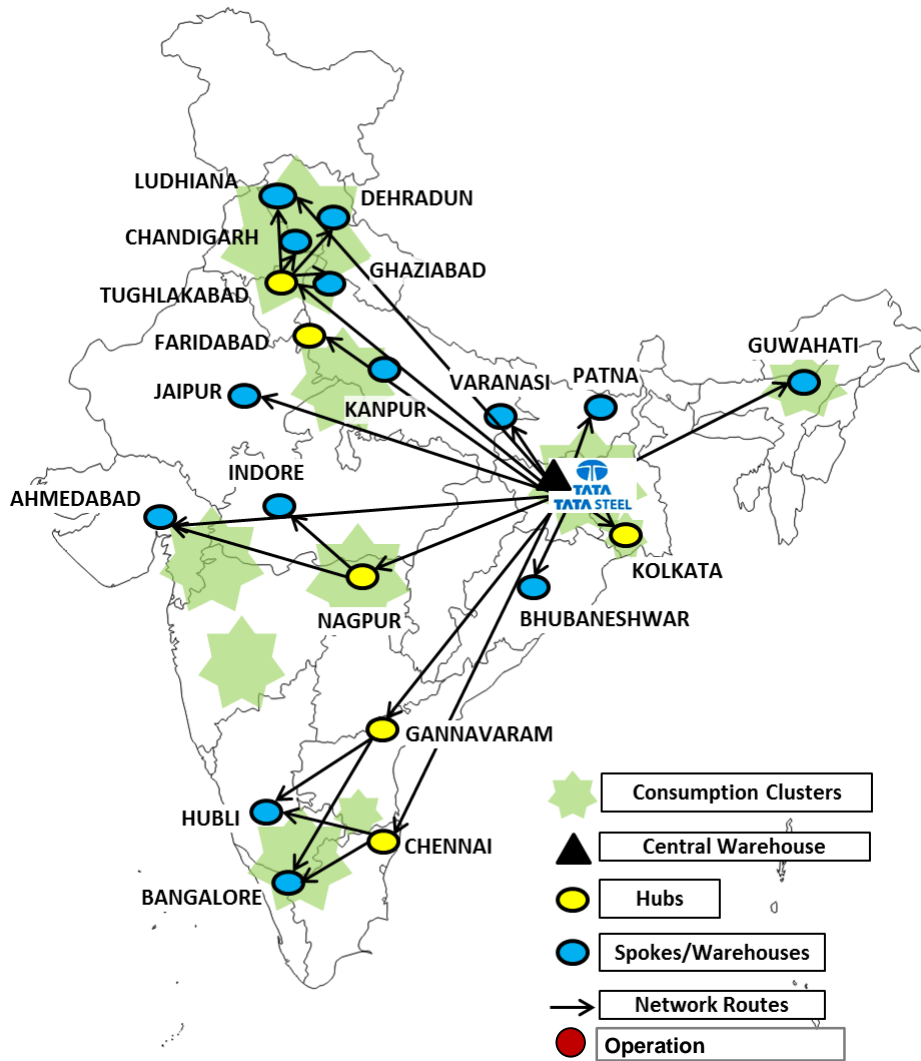 LUDHIANA
DEHRADUN
CHANDIGARH
GHAZIABAD
TUGHLAKABAD
FARIDABAD
GUWAHATI
JAIPUR
VARANASI
PATNA
KANPUR
INDORE
AHMEDABAD
TATA
TATA STEEL
KOLKATA
NAGPUR
BHUBANESHWAR
GANNAVARAM
HUBLI
CHENNAI
BANGALORE
Consumption Clusters
Central Warehouse
Hubs
Spokes/Warehouses
Network Routes
Operation